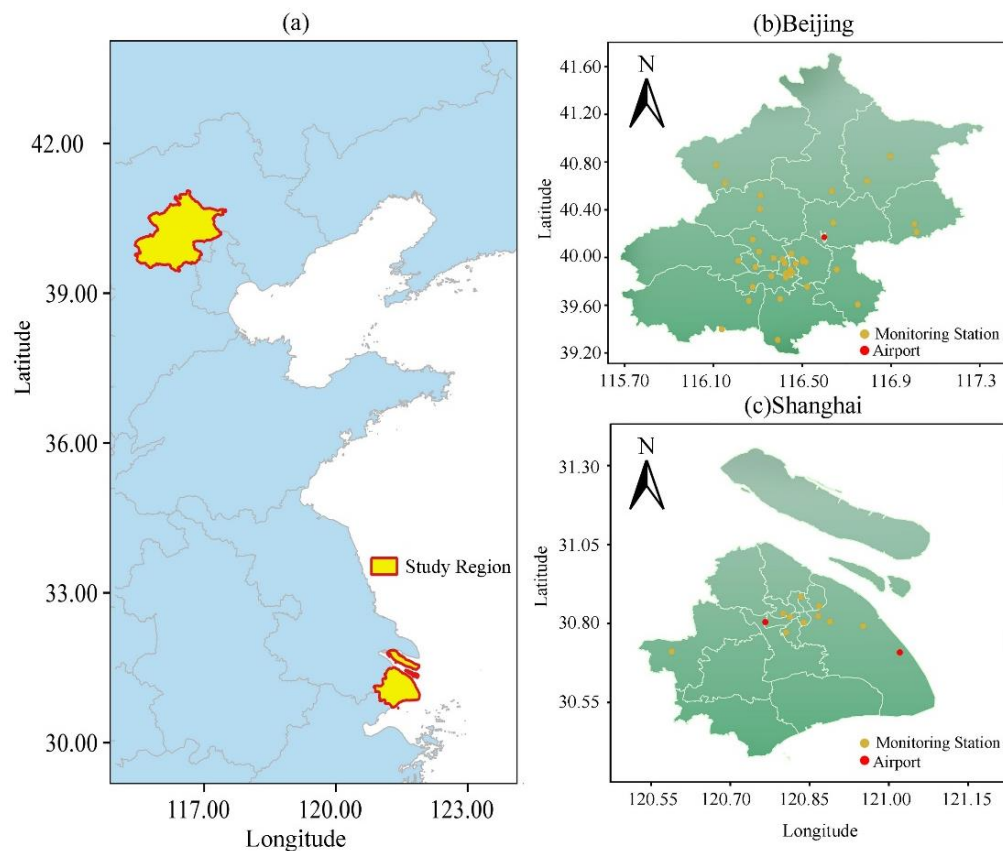 (a)
42.00
39.00
36.00
33.00
30.00
Latitude
Study Region
117.00 120.00 123.00
Longitude
(b)Beijing
N
41.60
41.20
40.80
40.40
40.00
39.60
39.20
Latitude
Monitoring Station
Airport
115.70 116.10 116.50 116.9 117.3
(c)Shanghai
N
31.30
31.05
30.80
30.55
Latitude
Monitoring Station
Airport
120.55 120.70 120.85 121.00 121.15
Longitude